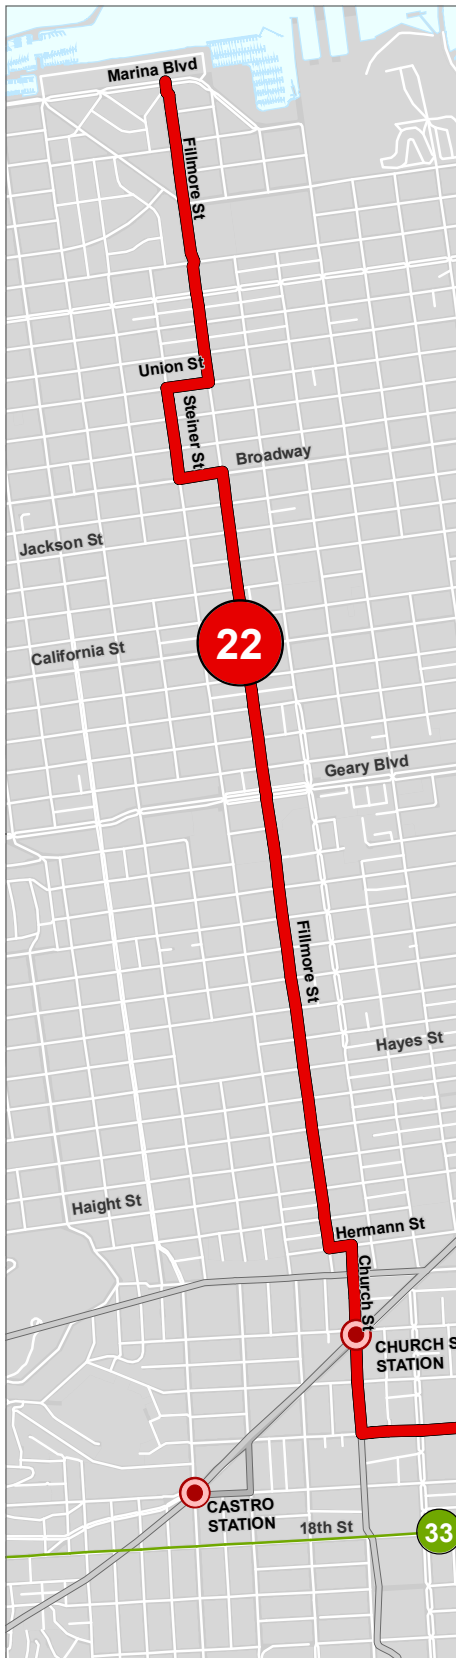 Marina Blvd
Fillmore St
Union St
Steiner St
Broadway
Jackson St
22
California St
Geary Blvd
Fillmore St
Hayes St
Haight St
Hermann St
Church St
CHURCH S
STATION
CASTRO
STATION
18th St
33